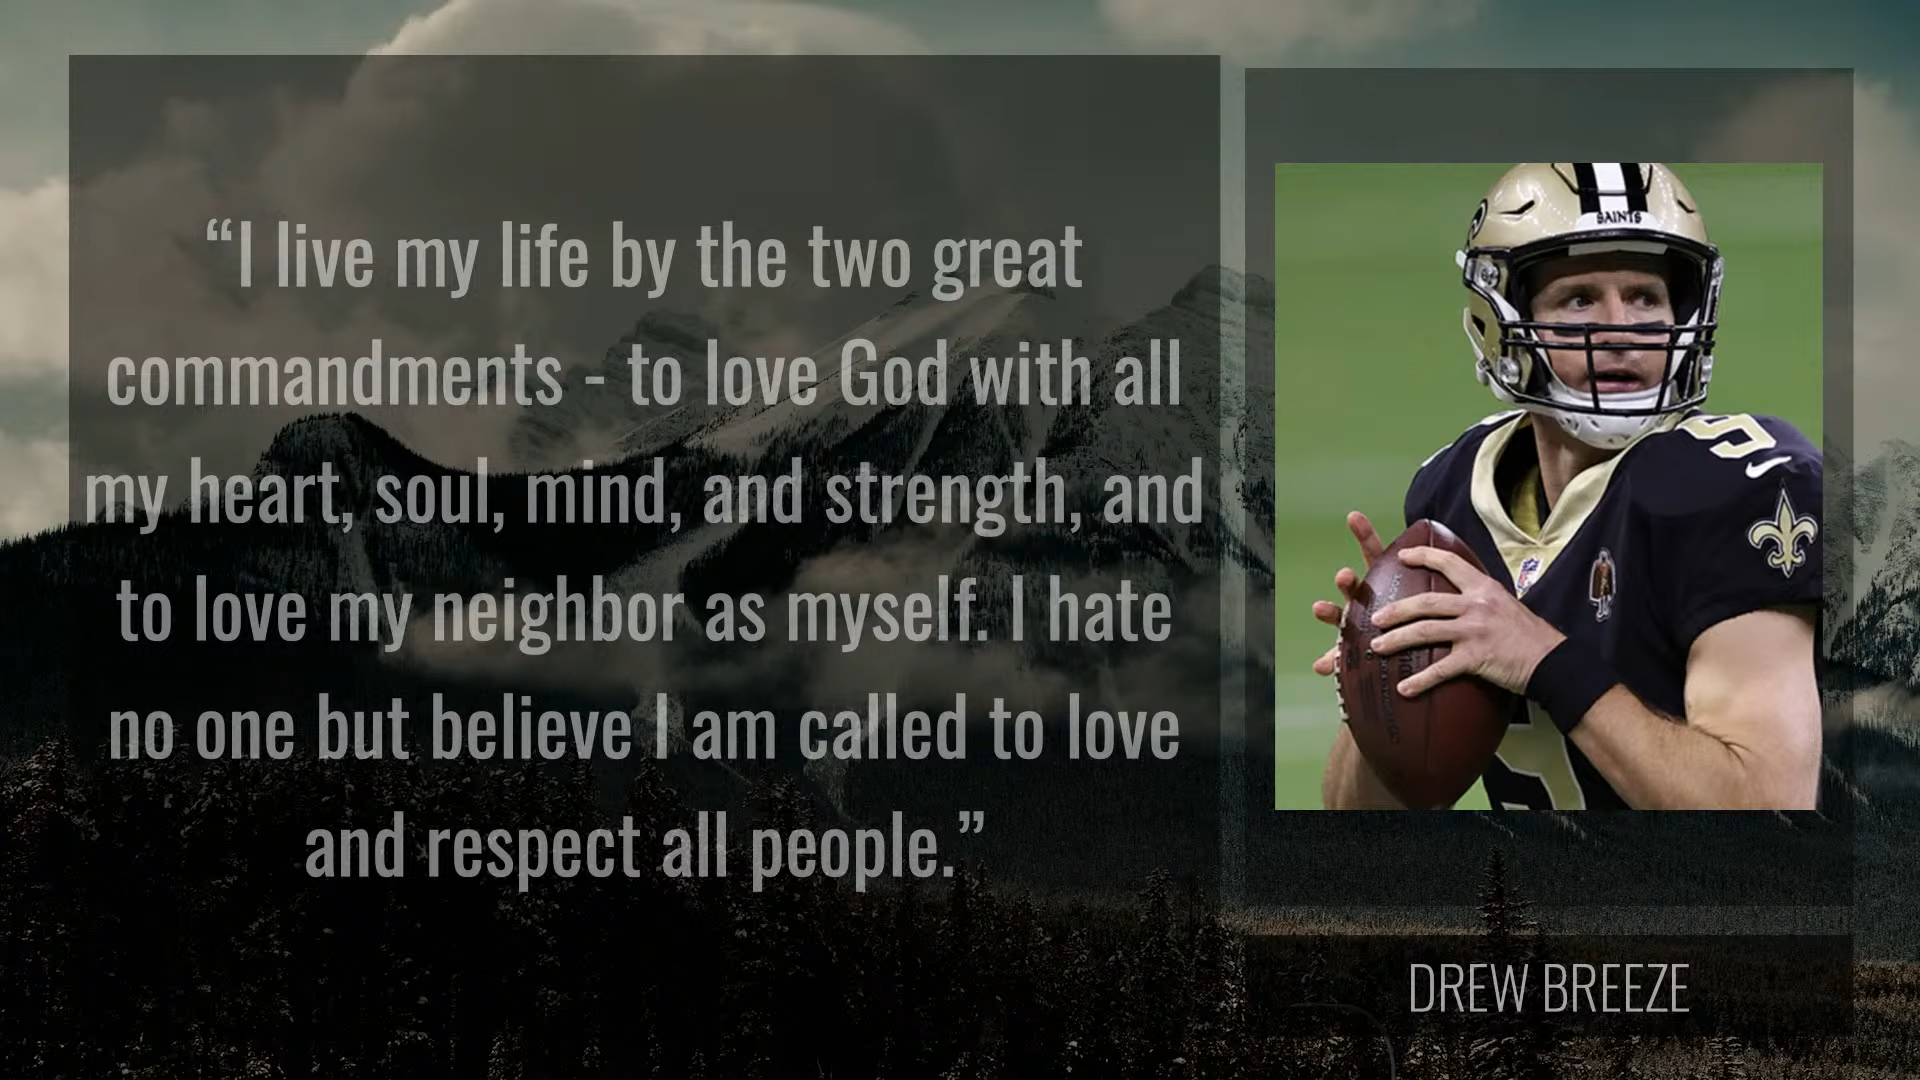 “I live my life by the two great
commandments - to love God with all
my heart, soul, mind, and strength, and
to love my neighbor as myself. I hate
no one but believe I am called to love
and respect all people.”
SAINTS
9
DREW BREEZE